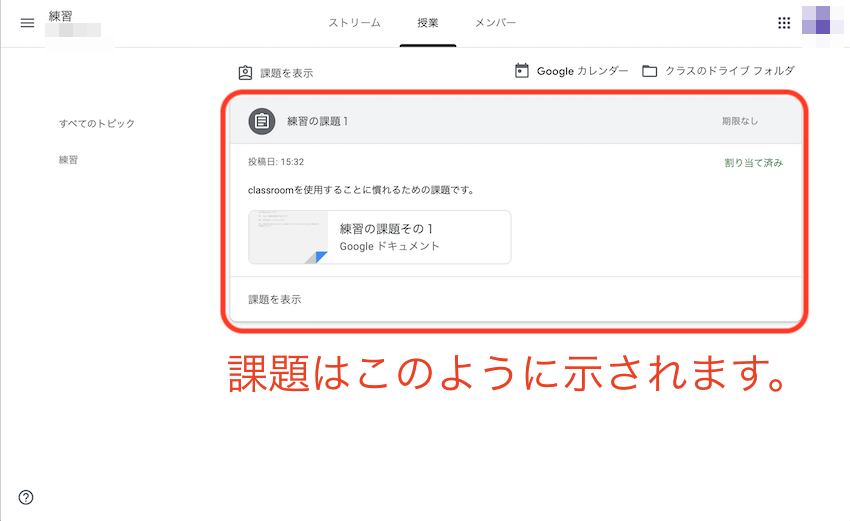 練習
ストリーム
授業
メンバー
課題を表示
Google カレンダー
クラスのドライブ フォルダ
すべてのトピック
練習
練習の課題１
期限なし
投稿日: 15:32
割り当て済み
classroomを使用することに慣れるための課題です。
練習の課題その１
Google ドキュメント
課題を表示
課題はこのように示されます。